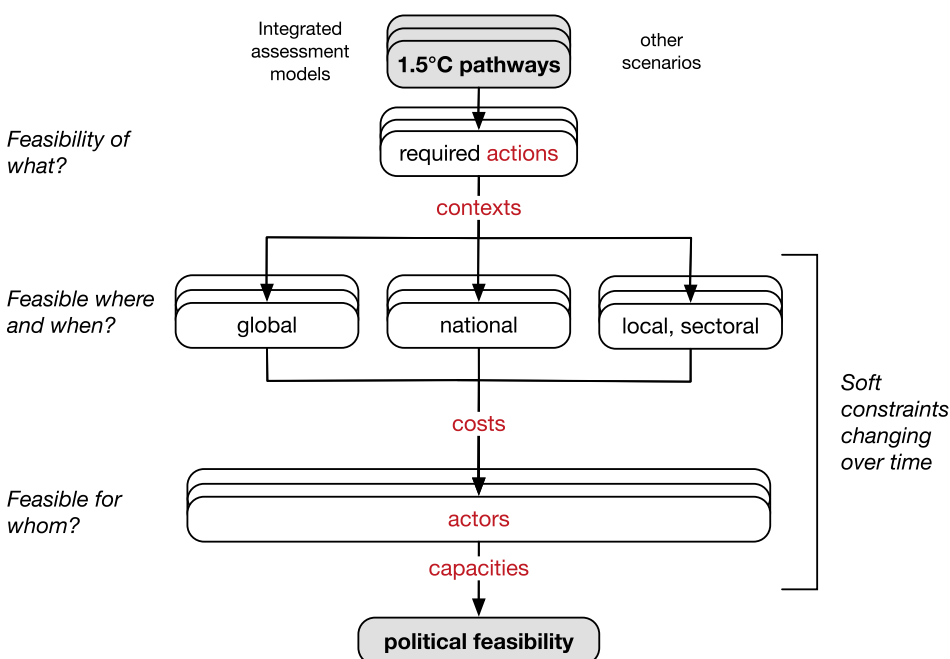 Integrated
assessment
models
1.5°C pathways
other
scenarios
Feasibility of
what?
required actions
contexts
Feasible where
and when?
global
national
local, sectoral
Soft
constraints
changing
over time
costs
Feasible for
whom?
actors
capacities
political feasibility